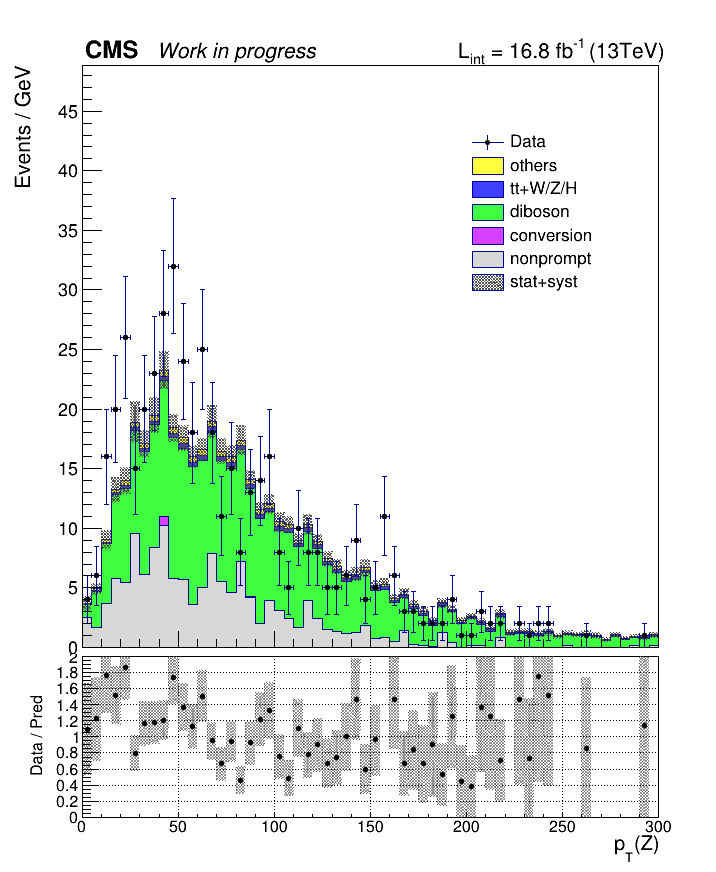 CMS Work in progress L_int = 16.8 fb^-1 (13TeV)
Events / GeV
45
40
35
30
25
20
15
10
5
0
Data
others
tt+W/Z/H
diboson
conversion
nonprompt
stat+syst
Data / Pred
2
1.8
1.6
1.4
1.2
1
0.8
0.6
0.4
0.2
0
0 50 100 150 200 250 300
p_T(Z)